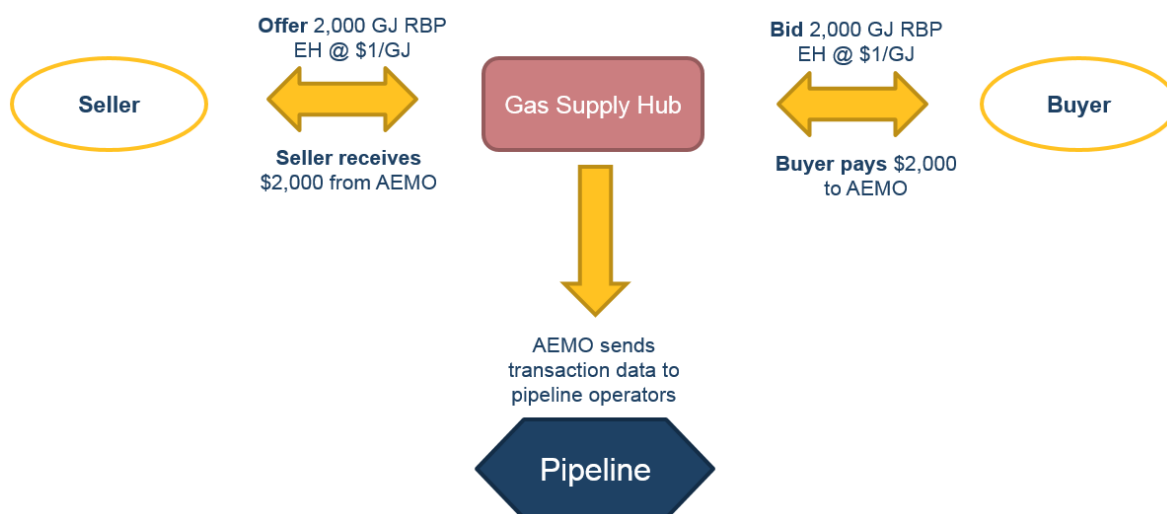 Offer 2,000 GJ RBP
EH @ $1/GJ
Bid 2,000 GJ RBP
EH @ $1/GJ
Seller
Gas Supply Hub
Buyer
Seller receives
$2,000 from AEMO
Buyer pays $2,000
to AEMO
AEMO sends
transaction data to
pipeline operators
Pipeline